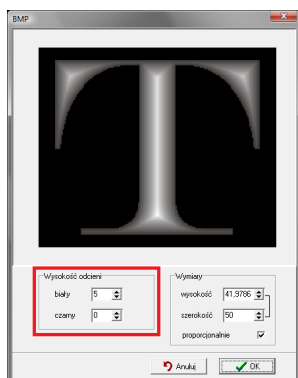 BMP
T
Wysokość odcieni
biały 5
czarny 0
Wymiary
wysokość 41,9786
szerokość 50
proporcjonalnie
Anuluj
OK